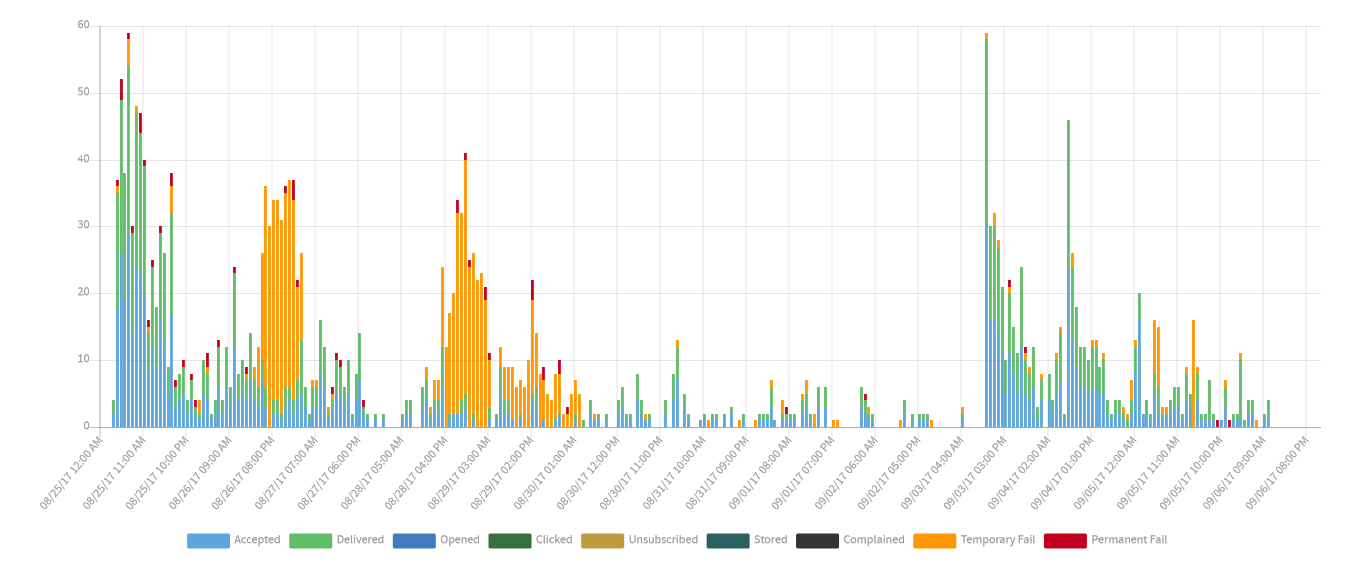 60
50
40
30
20
10
0
08/25/17 12:00 AM
08/25/17 11:00 AM
08/25/17 10:00 PM
08/26/17 09:00 AM
08/26/17 08:00 PM
08/27/17 07:00 AM
08/27/17 06:00 PM
08/28/17 05:00 AM
08/28/17 04:00 PM
08/29/17 03:00 AM
08/29/17 02:00 PM
08/30/17 01:00 AM
08/30/17 12:00 PM
08/30/17 11:00 PM
08/31/17 10:00 AM
08/31/17 09:00 PM
09/01/17 08:00 AM
09/01/17 07:00 PM
09/02/17 06:00 AM
09/02/17 05:00 PM
09/03/17 04:00 AM
09/03/17 03:00 PM
09/04/17 02:00 AM
09/04/17 01:00 PM
09/05/17 12:00 AM
09/05/17 11:00 AM
09/05/17 10:00 PM
09/06/17 09:00 AM
09/06/17 08:00 PM
Accepted Delivered Opened Clicked Unsubscribed Stored Complained Temporary Fail Permanent Fail